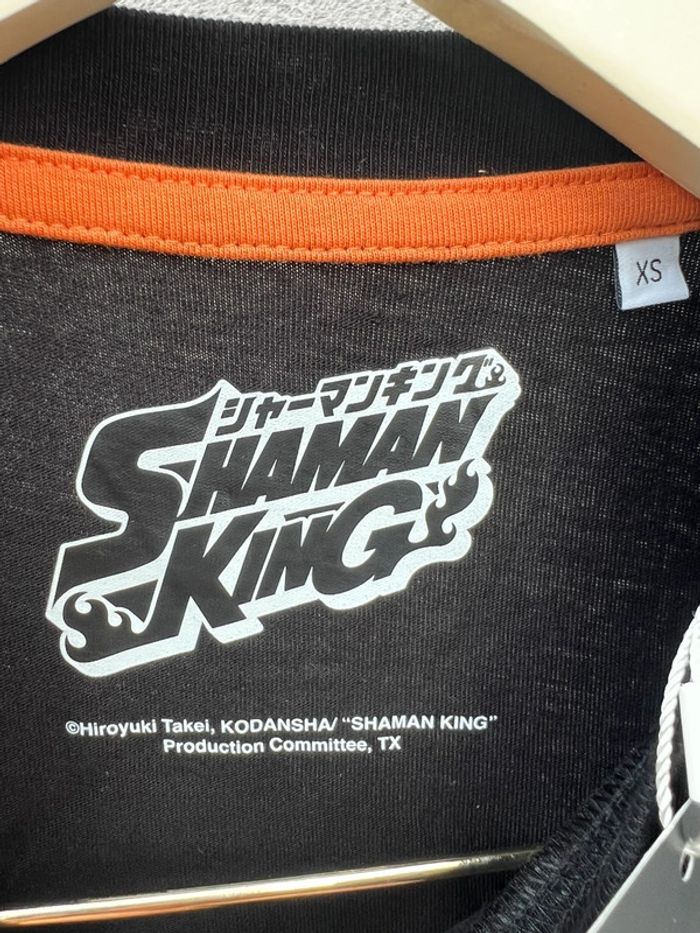 XS
シャーマンキング
SHAMAN
KING
©Hiroyuki Takei, KODANSHA/ “SHAMAN KING”
Production Committee, TX